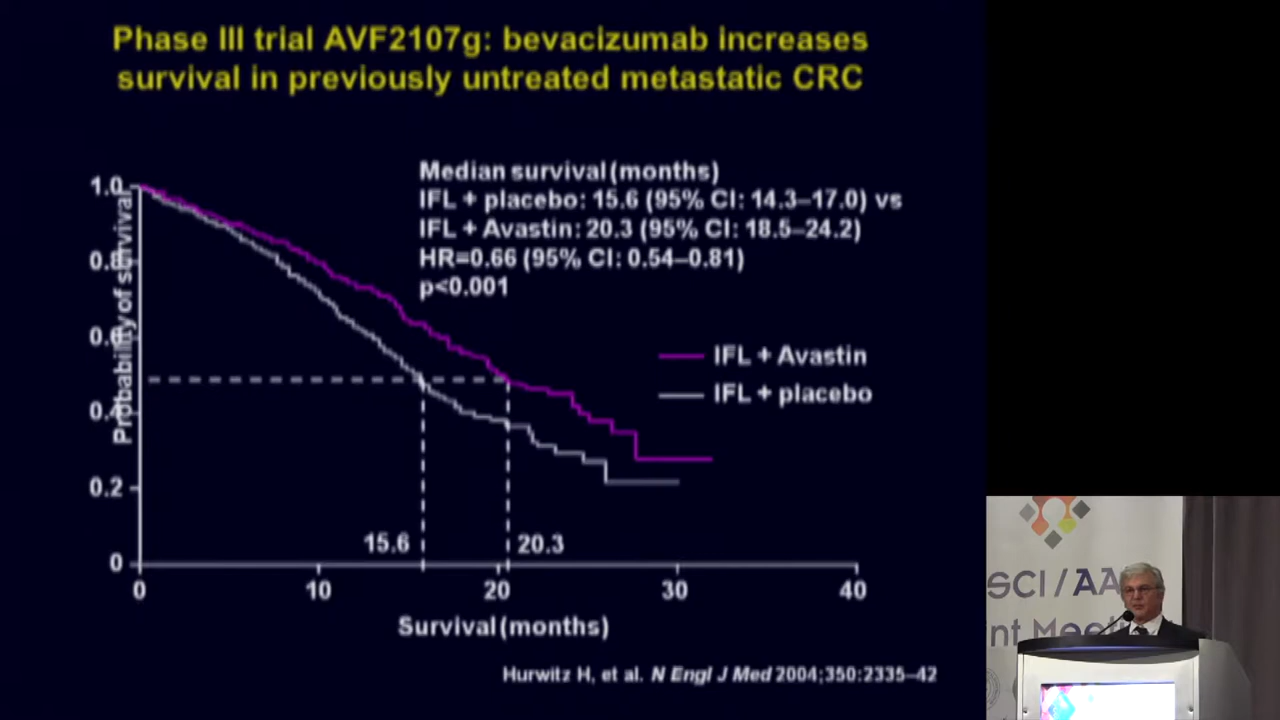 Phase III trial AVF2107g: bevacizumab increases
survival in previously untreated metastatic CRC
Median survival (months)
IFL + placebo: 15.6 (95% CI: 14.3–17.0) vs
IFL + Avastin: 20.3 (95% CI: 18.5–24.2)
HR=0.66 (95% CI: 0.54–0.81)
p<0.001
Probability of survival
1.0
0.8
0.6
0.4
0.2
0
IFL + Avastin
IFL + placebo
15.6
20.3
0
10
20
30
40
Survival (months)
Hurwitz H, et al. N Engl J Med 2004;350:2335–42
SCI / AA
nt Meeti